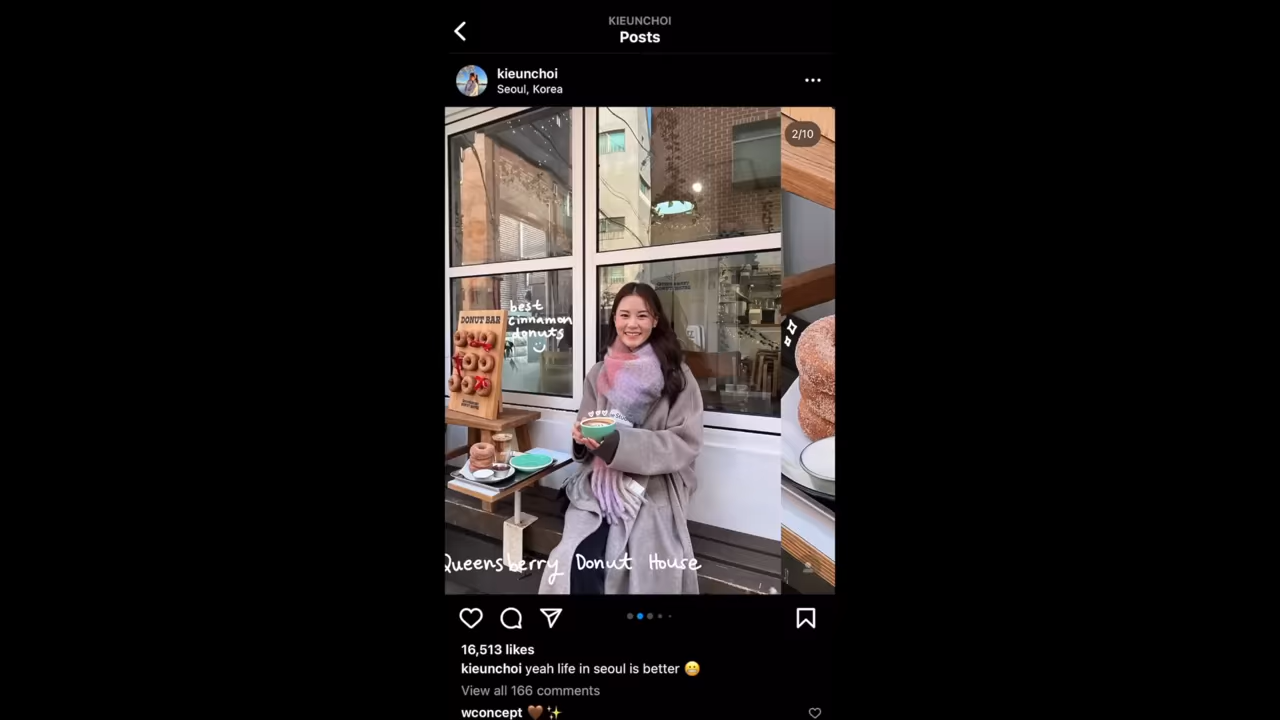 KIEUNCHOI
Posts
kieunchoi
Seoul, Korea
2/10
DONUT BAR
best
cinnamon
donuts
Queensberry Donut House
16,513 likes
kieunchoi yeah life in seoul is better 😬
View all 166 comments
wconcept 🤎✨